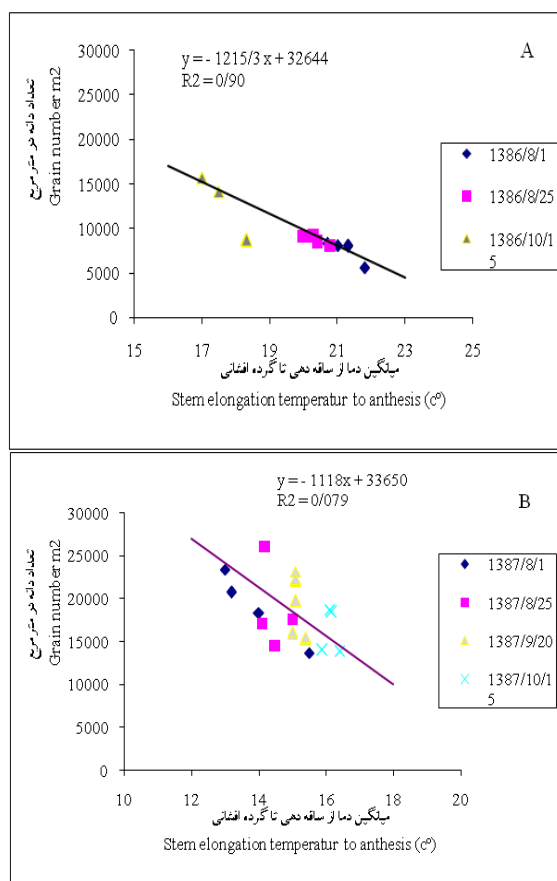 A
y = - 1215/3 x + 32644
R2 = 0/90
30000
25000
20000
15000
10000
5000
0
تعداد دانه در متر مربع
Grain number m2
15
17
19
21
23
25
میانگین دما از ساقه دهی تا گرده افشانی
Stem elongation temperatur to anthesis (c⁰)
1386/8/1
1386/8/25
1386/10/1
5
B
y = - 1118x + 33650
R2 = 0/079
30000
25000
20000
15000
10000
5000
0
تعداد دانه در متر مربع
Grain number m2
10
12
14
16
18
20
میانگین دما از ساقه دهی تا گرده افشانی
Stem elongation temperatur to anthesis (c⁰)
1387/8/1
1387/8/25
1387/9/20
1387/10/1
5